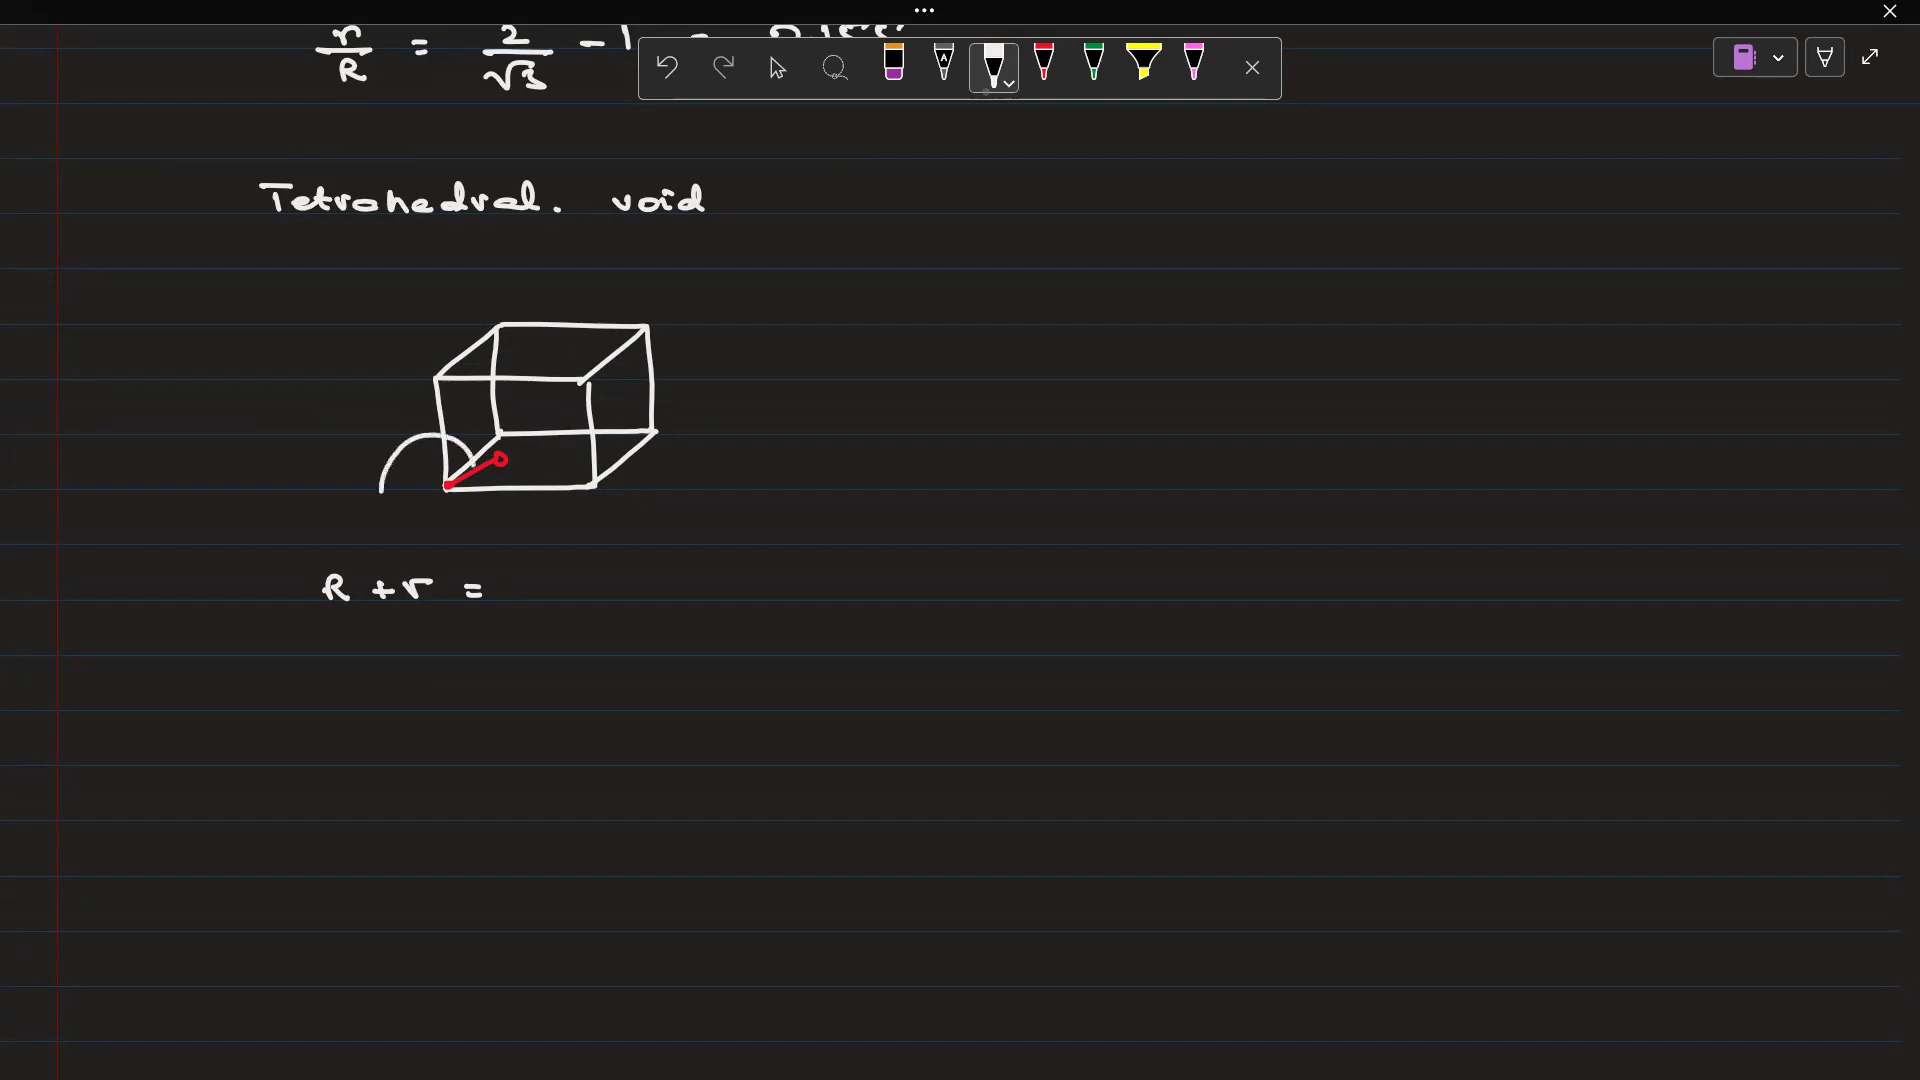 r/R = 2/√3 - 1 =
Tetrahedral. void
R + r =